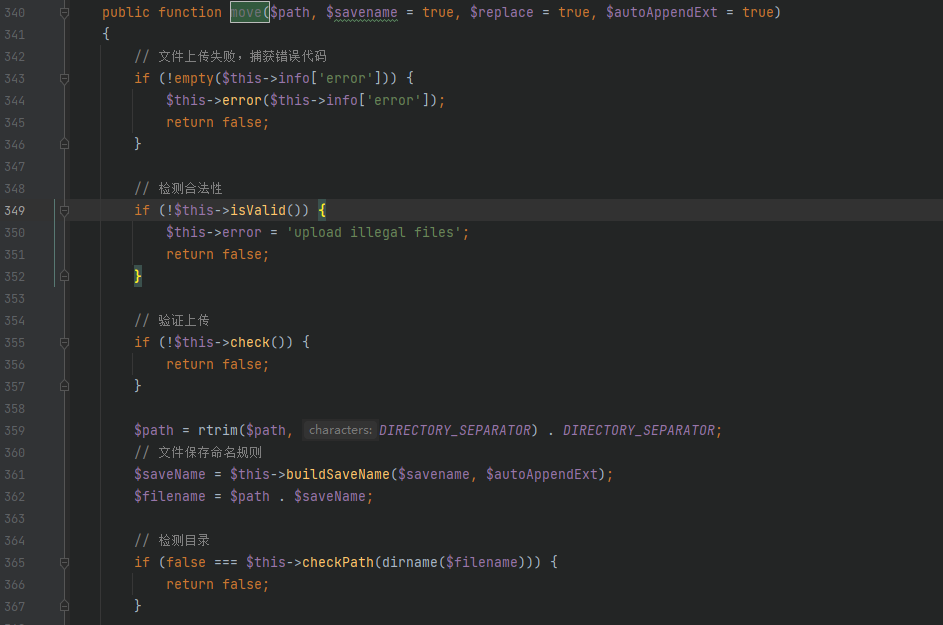 340 public function move($path, $savename = true, $replace = true, $autoAppendExt = true)
341 {
342 // 文件上传失败，捕获错误代码
343 if (!empty($this->info['error'])) {
344 $this->error($this->info['error']);
345 return false;
346 }
347
348 // 检测合法性
349 if (!$this->isValid()) {
350 $this->error = 'upload illegal files';
351 return false;
352 }
353
354 // 验证上传
355 if (!$this->check()) {
356 return false;
357 }
358
359 $path = rtrim($path, characters: DIRECTORY_SEPARATOR) . DIRECTORY_SEPARATOR;
360 // 文件保存命名规则
361 $saveName = $this->buildSaveName($savename, $autoAppendExt);
362 $filename = $path . $saveName;
363
364 // 检测目录
365 if (false === $this->checkPath(dirname($filename))) {
366 return false;
367 }